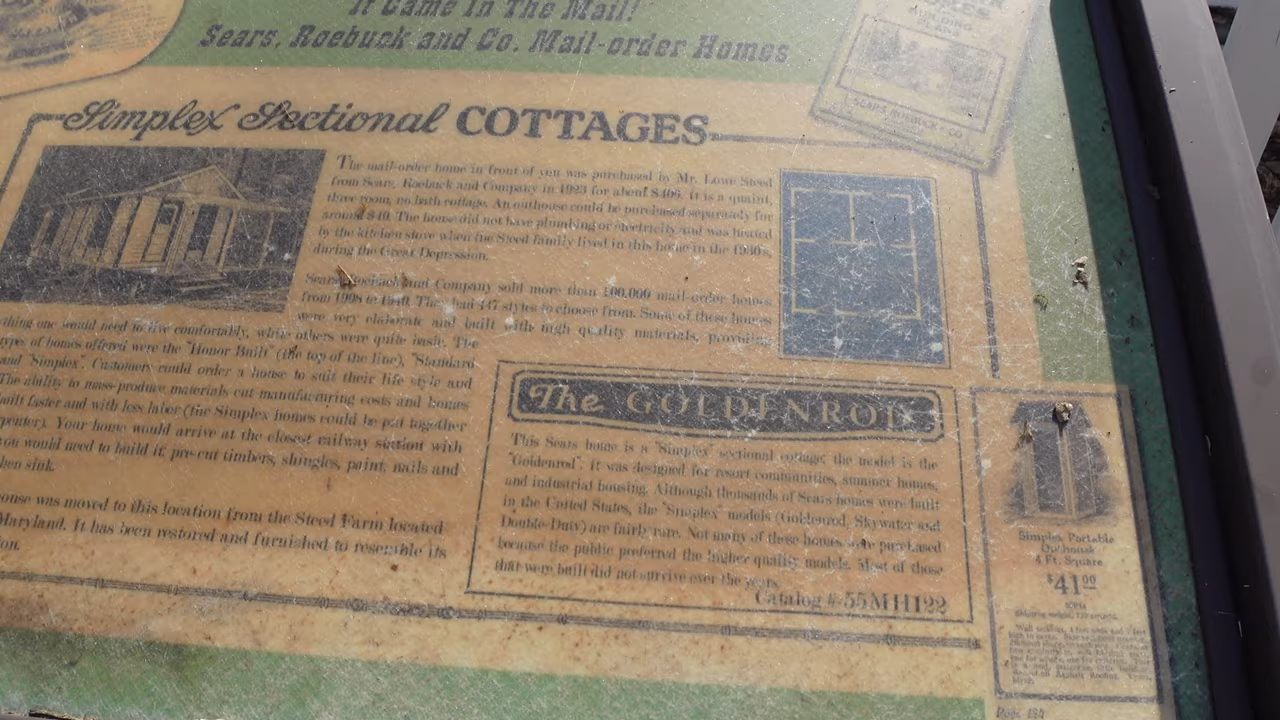 It Came In The Mail!
Sears, Roebuck and Co. Mail-order Homes
Simplex Sectional COTTAGES
The mail-order home in front of you was purchased by Mr. Lowe Steed
from Sears, Roebuck and Company in 1923 for about $406. It is a quaint,
three room, no bath cottage. An outhouse could be purchased separately for
around $40. The home did not have plumbing or electricity and was heated
by the kitchen stove when the Steed family lived in this home in the 1930's,
during the Great Depression.
Sears, Roebuck and Company sold more than 100,000 mail-order homes
from 1908 to 1940. They had 447 styles to choose from. Some of these homes
were very elaborate and built with high quality materials, providing
thing one would need to live comfortably, while others were quite basic. The
types of homes offered were the "Honor Built" (the top of the line), "Standard
and "Simplex". Customers could order a house to suit their life style and
The ability to mass-produce materials cut manufacturing costs and homes
built faster and with less labor (the Simplex homes could be put together
penter). Your home would arrive at the closest railway station with
you would need to build it, pre-cut timbers, shingles, paint, nails and
hen sink.
ouse was moved to this location from the Steed Farm located
Maryland. It has been restored and furnished to resemble its
on.
The GOLDENROD
This Sears home is a "Simplex" sectional cottage, the model is the
"Goldenrod". It was designed for resort communities, summer homes,
and industrial housing. Although thousands of Sears homes were built
in the United States, the "Simplex" models (Goldenrod, Skywater and
Double-Duty) are fairly rare. Not many of these homes were purchased
because the public preferred the higher quality models. Most of those
that were built did not survive over the years.
Catalog #-55MH122
Simplex Portable
Outhouse
4 Ft. Square
$41.00